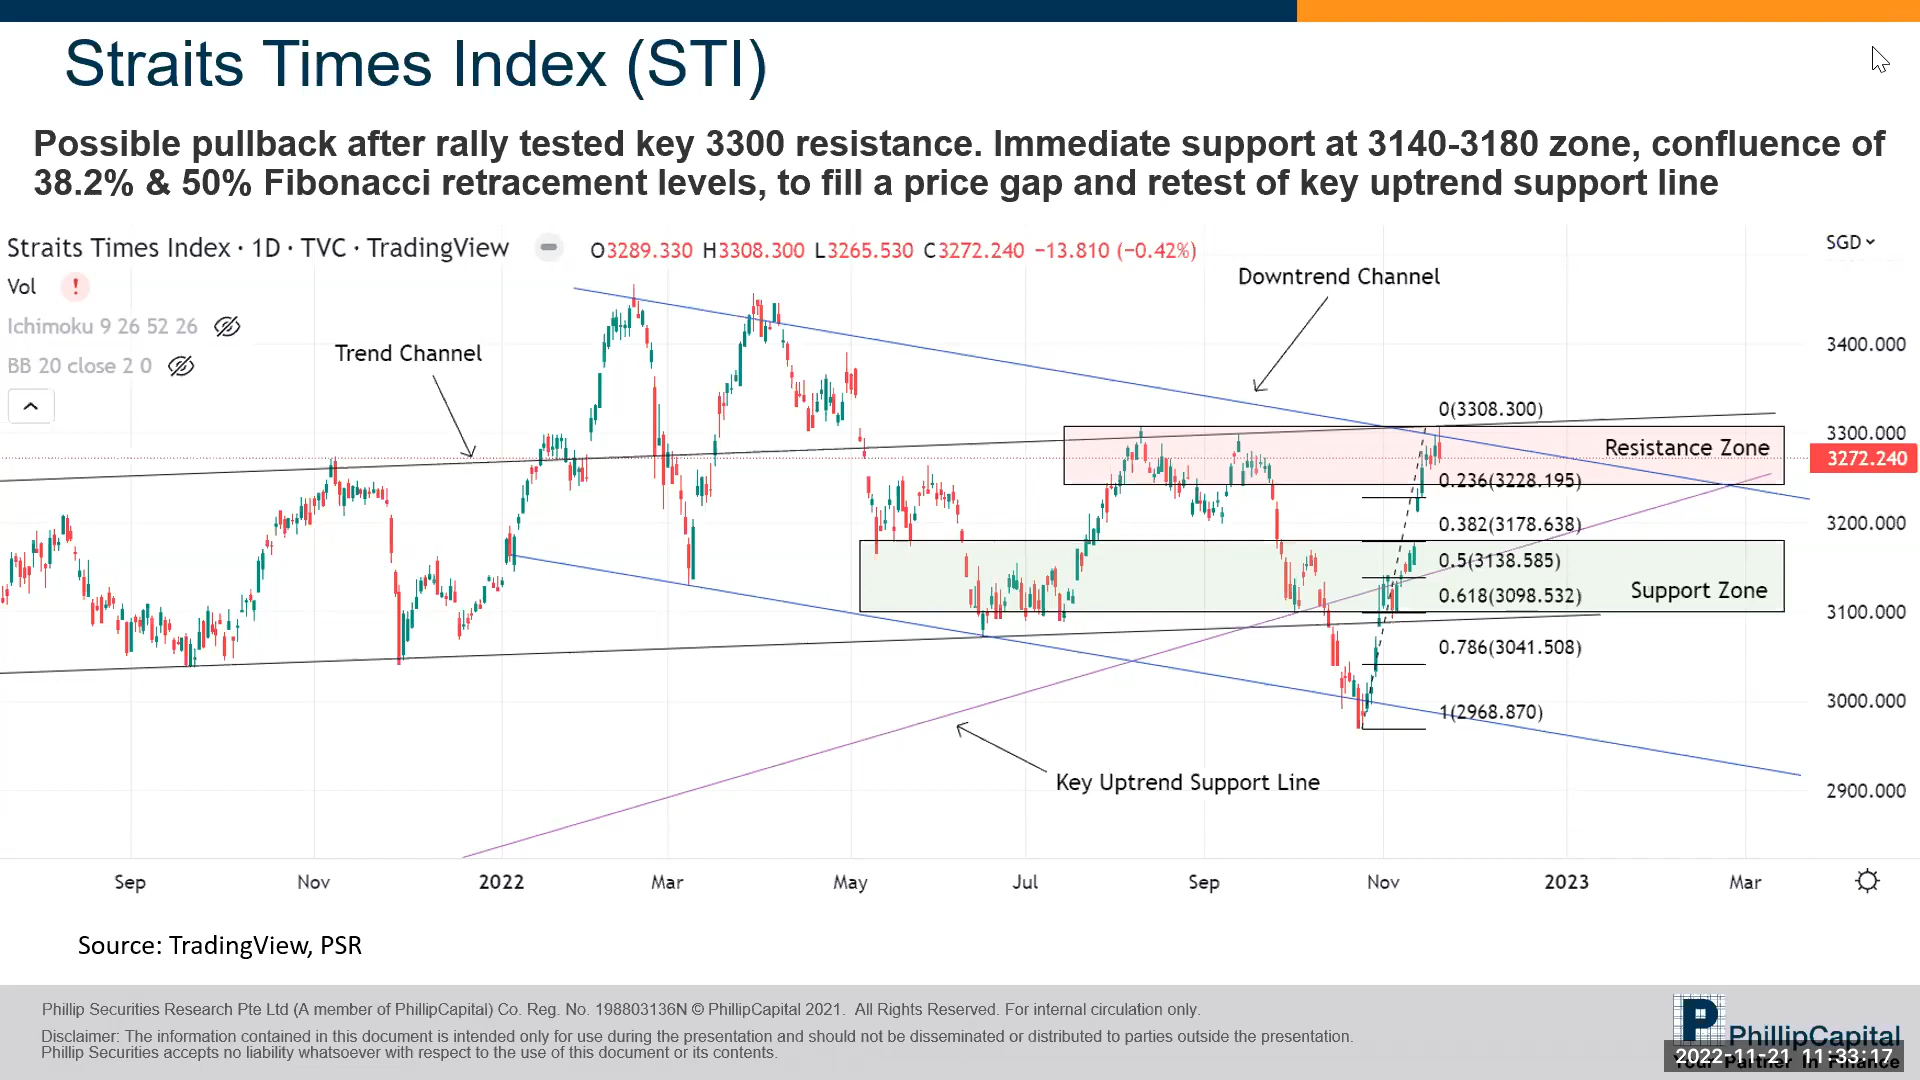 Straits Times Index (STI)
Possible pullback after rally tested key 3300 resistance. Immediate support at 3140-3180 zone, confluence of
38.2% & 50% Fibonacci retracement levels, to fill a price gap and retest of key uptrend support line
Straits Times Index · 1D · TVC · TradingView
O3289.330 H3308.300 L3265.530 C3272.240 −13.810 (−0.42%)
SGD
Vol
!
Ichimoku 9 26 52 26
BB 20 close 2 0
Trend Channel
Downtrend Channel
3400.000
0(3308.300)
3300.000
Resistance Zone
3272.240
0.236(3228.195)
0.382(3178.638)
3200.000
0.5(3138.585)
Support Zone
0.618(3098.532)
3100.000
0.786(3041.508)
3000.000
1(2968.870)
Key Uptrend Support Line
2900.000
Sep
Nov
2022
Mar
May
Jul
Sep
Nov
2023
Mar
Source: TradingView, PSR
Phillip Securities Research Pte Ltd (A member of PhillipCapital) Co. Reg. No. 198803136N © PhillipCapital 2021. All Rights Reserved. For internal circulation only.
Disclaimer: The information contained in this document is intended only for use during the presentation and should not be disseminated or distributed to parties outside the presentation.
Phillip Securities accepts no liability whatsoever with respect to the use of this document or its contents.
P
PhillipCapital
Your Partner In Finance
2022-11-21 11:33:17